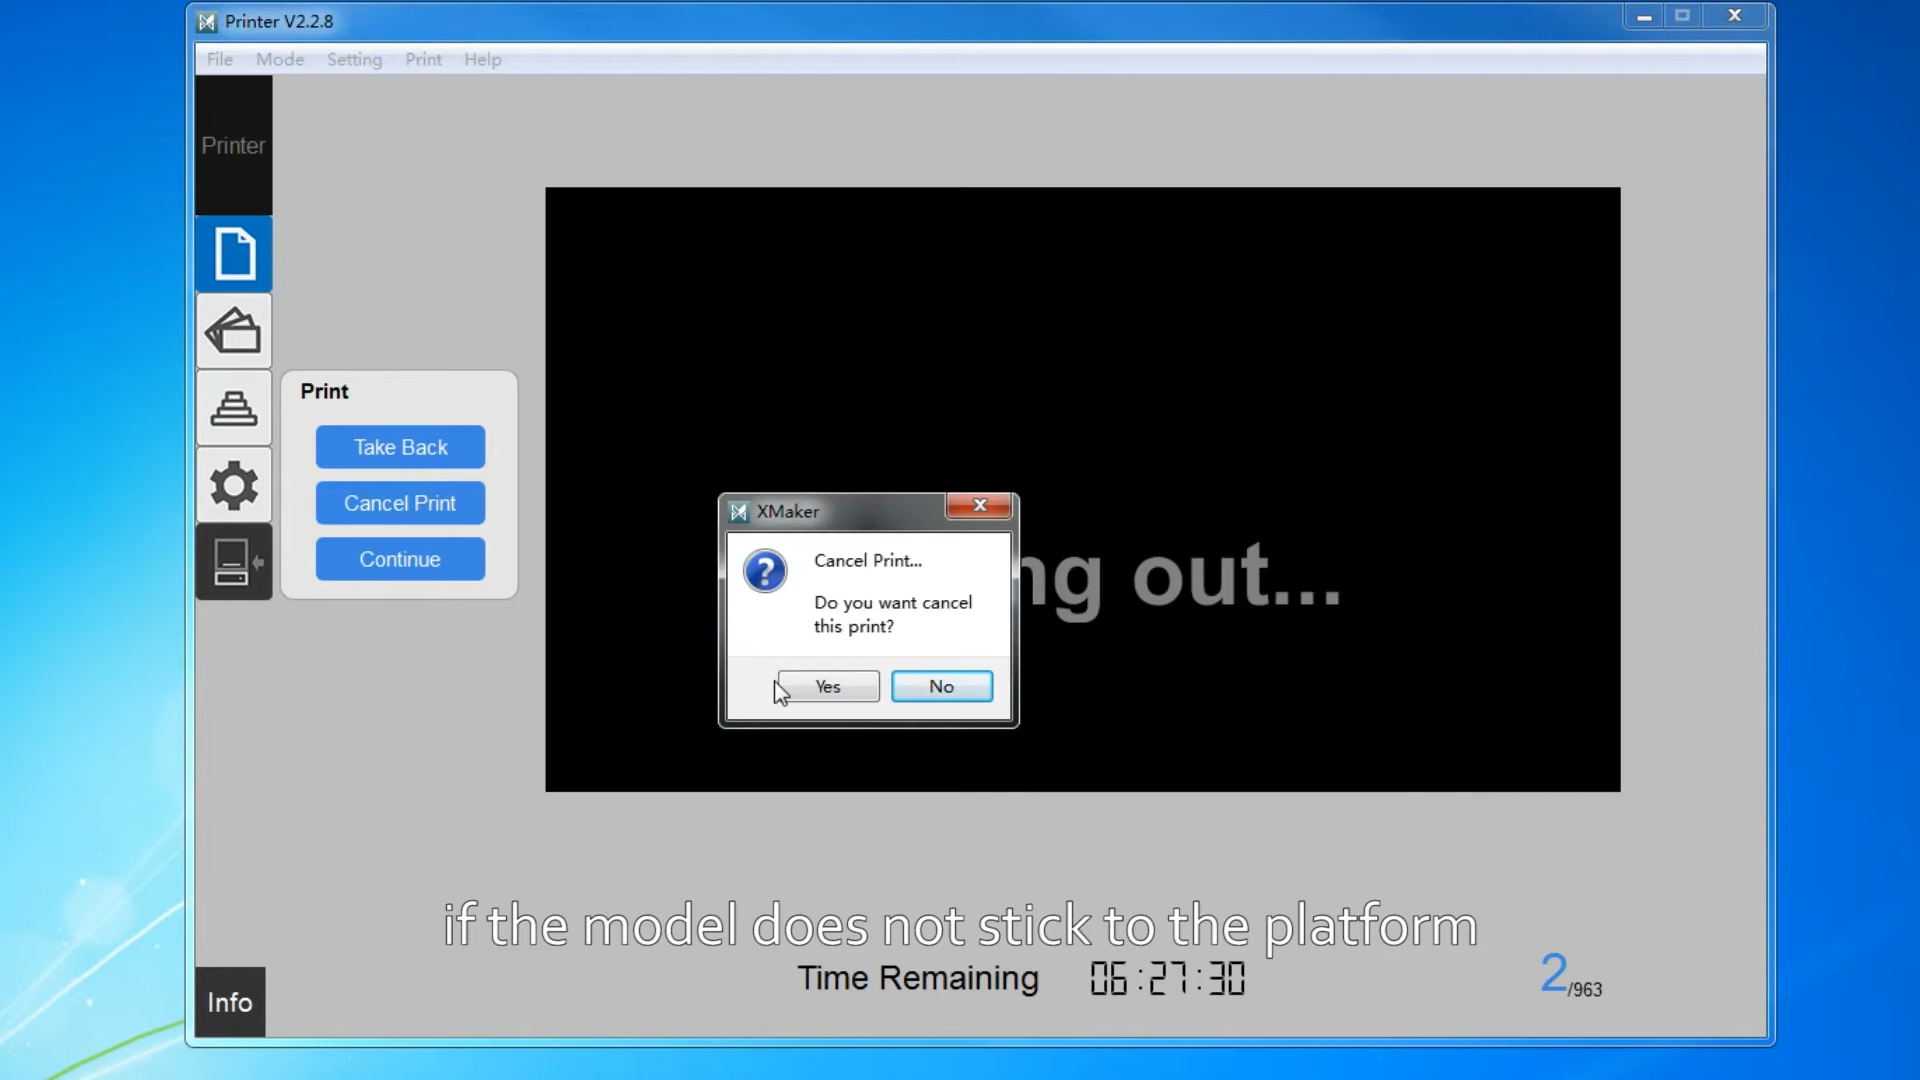 Printer V2.2.8
File Mode Setting Print Help
Printer
Print
Take Back
Cancel Print
Continue
XMaker
Cancel Print...
Do you want cancel
this print?
Yes No
ng out...
if the model does not stick to the platform
Time Remaining 06:27:30
2/963
Info